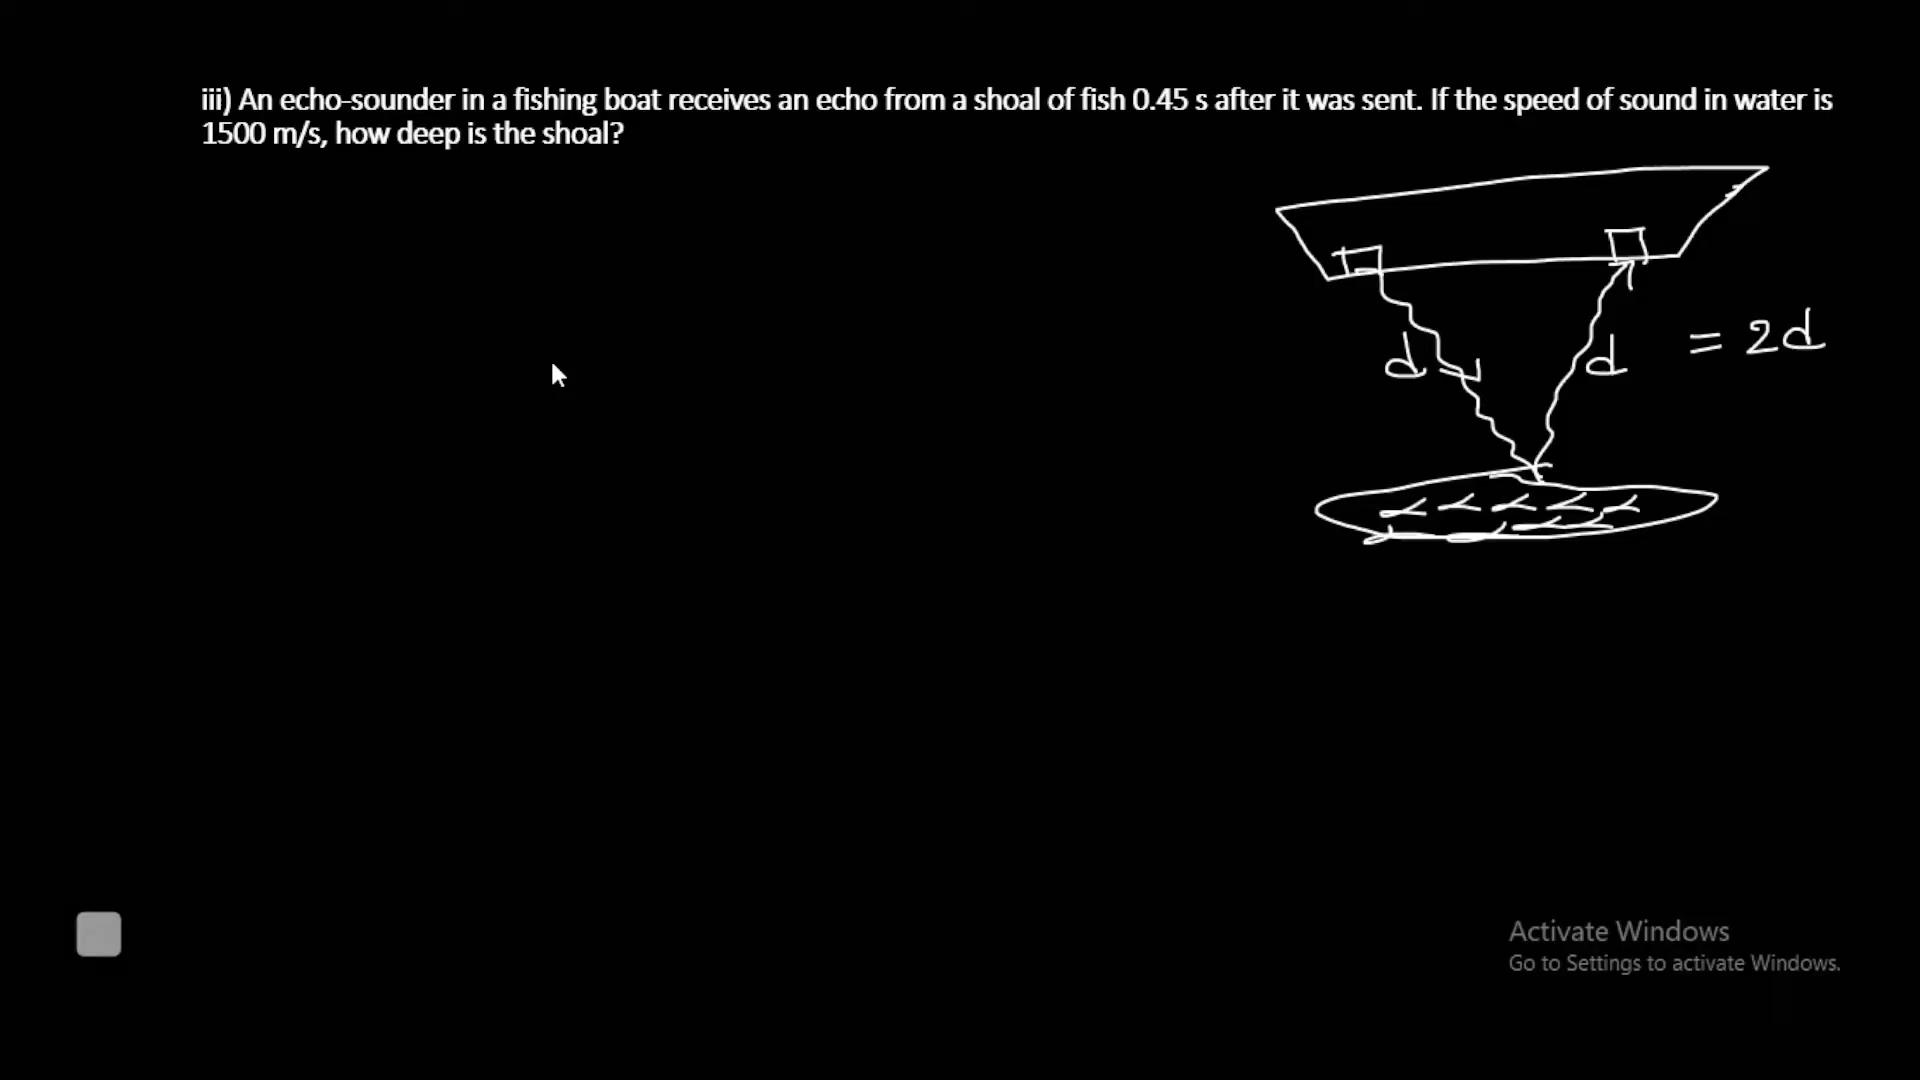 iii) An echo-sounder in a fishing boat receives an echo from a shoal of fish 0.45 s after it was sent. If the speed of sound in water is
1500 m/s, how deep is the shoal?
d d = 2d
Activate Windows
Go to Settings to activate Windows.